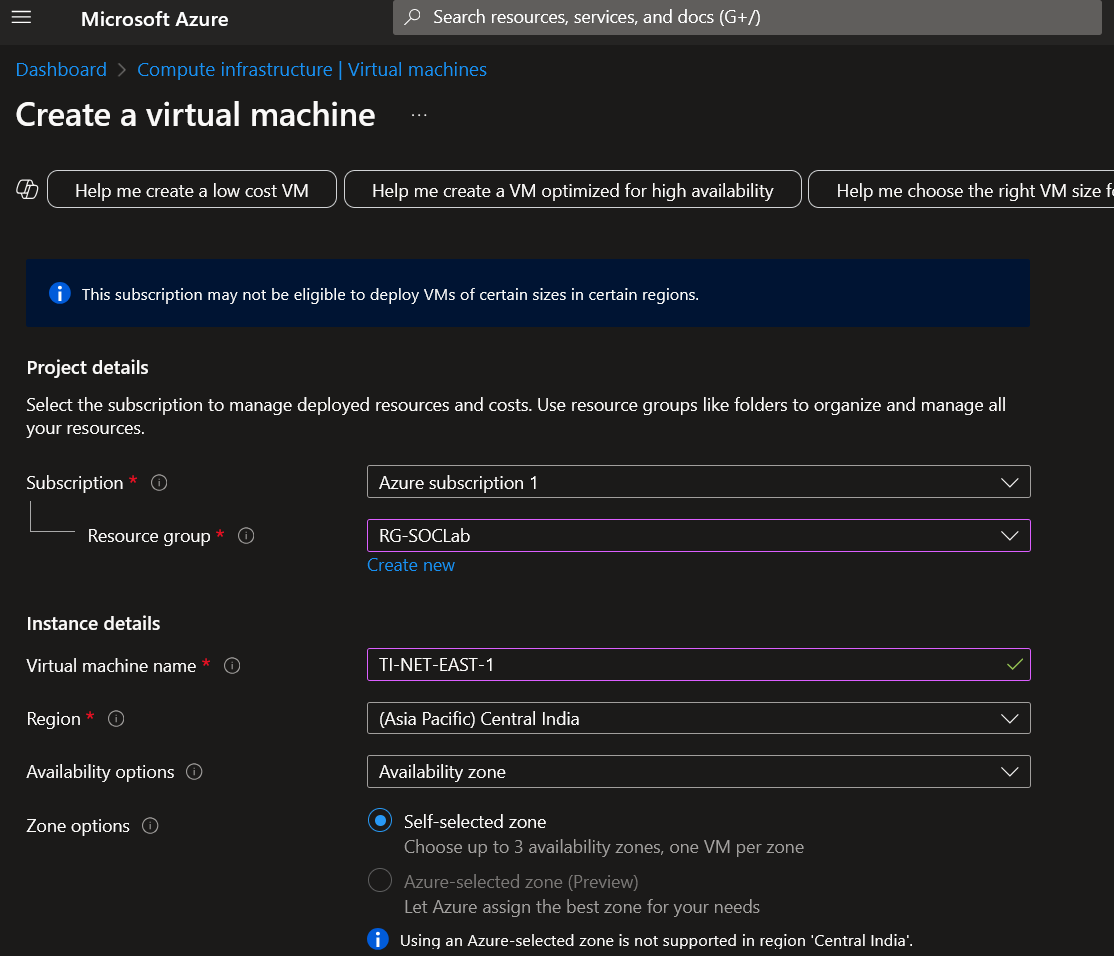 Microsoft Azure
Search resources, services, and docs (G+/)
Dashboard > Compute infrastructure | Virtual machines
Create a virtual machine ...
Help me create a low cost VM
Help me create a VM optimized for high availability
Help me choose the right VM size f
This subscription may not be eligible to deploy VMs of certain sizes in certain regions.
Project details
Select the subscription to manage deployed resources and costs. Use resource groups like folders to organize and manage all
your resources.
Subscription *
Azure subscription 1
Resource group *
RG-SOCLab
Create new
Instance details
Virtual machine name *
TI-NET-EAST-1
Region *
(Asia Pacific) Central India
Availability options
Availability zone
Zone options
Self-selected zone
Choose up to 3 availability zones, one VM per zone
Azure-selected zone (Preview)
Let Azure assign the best zone for your needs
Using an Azure-selected zone is not supported in region 'Central India'.